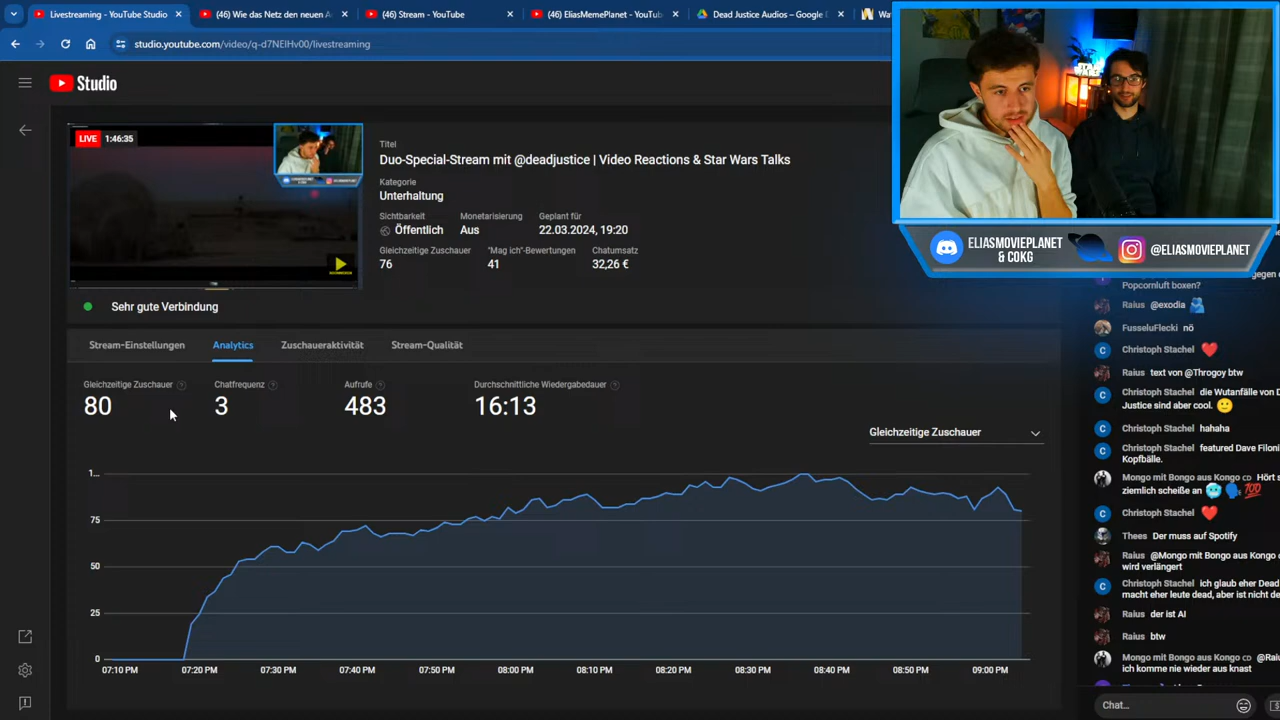 Livestreaming - YouTube Studio
(46) Wie das Netz den neuen A
(46) Stream - YouTube
(46) EliasMemePlanet - YouTub
Dead Justice Audios – Google
studio.youtube.com/video/q-d7NElHv00/livestreaming
Studio
LIVE 1:46:35
Titel
Duo-Special-Stream mit @deadjustice | Video Reactions & Star Wars Talks
Kategorie
Unterhaltung
Sichtbarkeit Monetarisierung Geplant für
Öffentlich Aus 22.03.2024, 19:20
Gleichzeitige Zuschauer "Mag ich"-Bewertungen Chatumsatz
76 41 32,26 €
Sehr gute Verbindung
Stream-Einstellungen Analytics Zuschaueraktivität Stream-Qualität
Gleichzeitige Zuschauer Chatfrequenz Aufrufe Durchschnittliche Wiedergabedauer
80 3 483 16:13
Gleichzeitige Zuschauer
1...
75
50
25
0
07:10 PM 07:20 PM 07:30 PM 07:40 PM 07:50 PM 08:00 PM 08:10 PM 08:20 PM 08:30 PM 08:40 PM 08:50 PM 09:00 PM
STAR
WARS
ELIASMOVIEPLANET
& COKG
@ELIASMOVIEPLANET
Popcornluft boxen?
Raius @exodia
FusseluFlecki nö
Christoph Stachel ❤️
Raius text von @Throgoy btw
Christoph Stachel die Wutanfälle von D
Justice sind aber cool. 🙂
Christoph Stachel hahaha
Christoph Stachel featured Dave Filoni
Kopfbälle.
Mongo mit Bongo aus Kongo CD Hört s
ziemlich scheiße an 🥶🗣️💯
Christoph Stachel ❤️
Thees Der muss auf Spotify
Raius @Mongo mit Bongo aus Kongo
wird verlängert
Christoph Stachel ich glaub eher Dead
macht eher leute dead, aber ist nicht de
Raius der ist AI
Raius btw
Mongo mit Bongo aus Kongo CD @Rai
ich komme nie wieder aus knast
Chat...